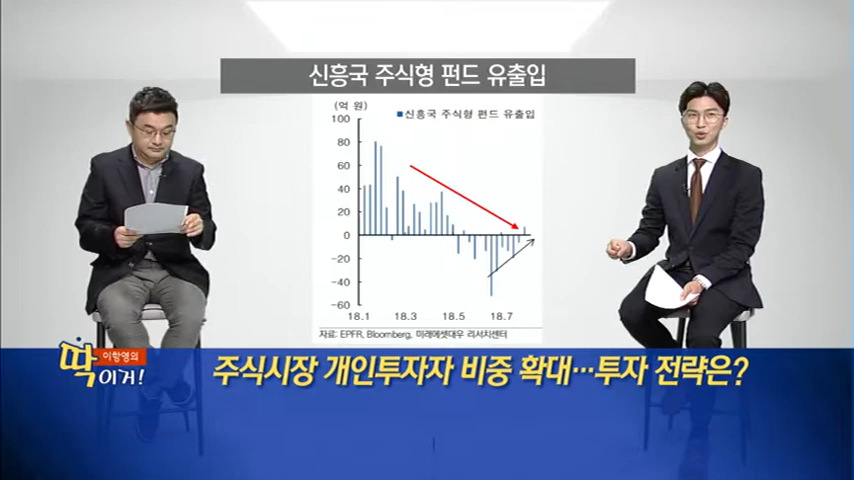 신흥국 주식형 펀드 유출입
(억 원)
■신흥국 주식형 펀드 유출입
100
80
60
40
20
0
-20
-40
-60
18.1 18.3 18.5 18.7
자료: EPFR, Bloomberg, 미래에셋대우 리서치센터
이항영의
딱 이거!
주식시장 개인투자자 비중 확대…투자 전략은?